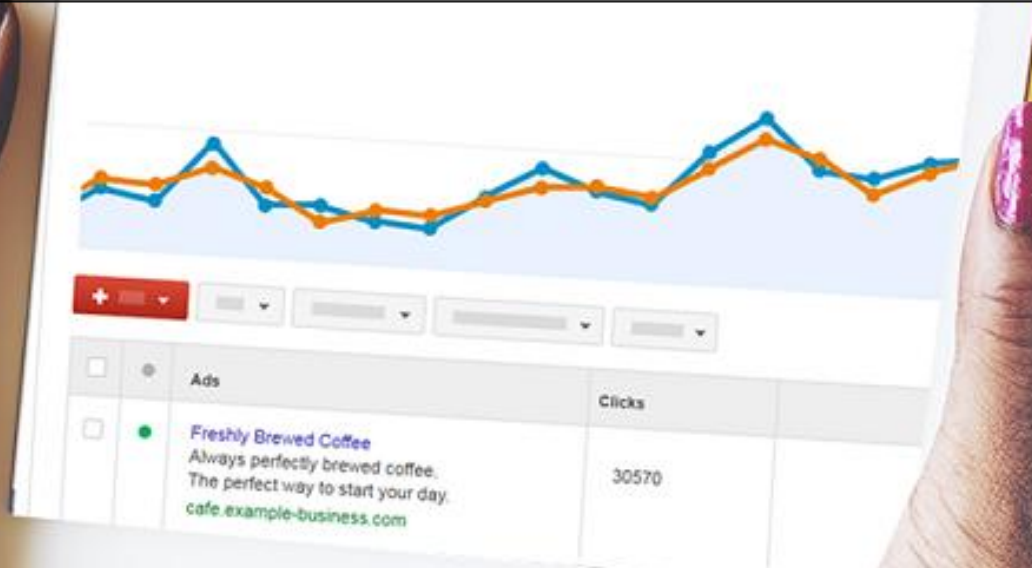 Ads
Clicks
Freshly Brewed Coffee
Always perfectly brewed coffee.
The perfect way to start your day.
cafe.example-business.com
30570